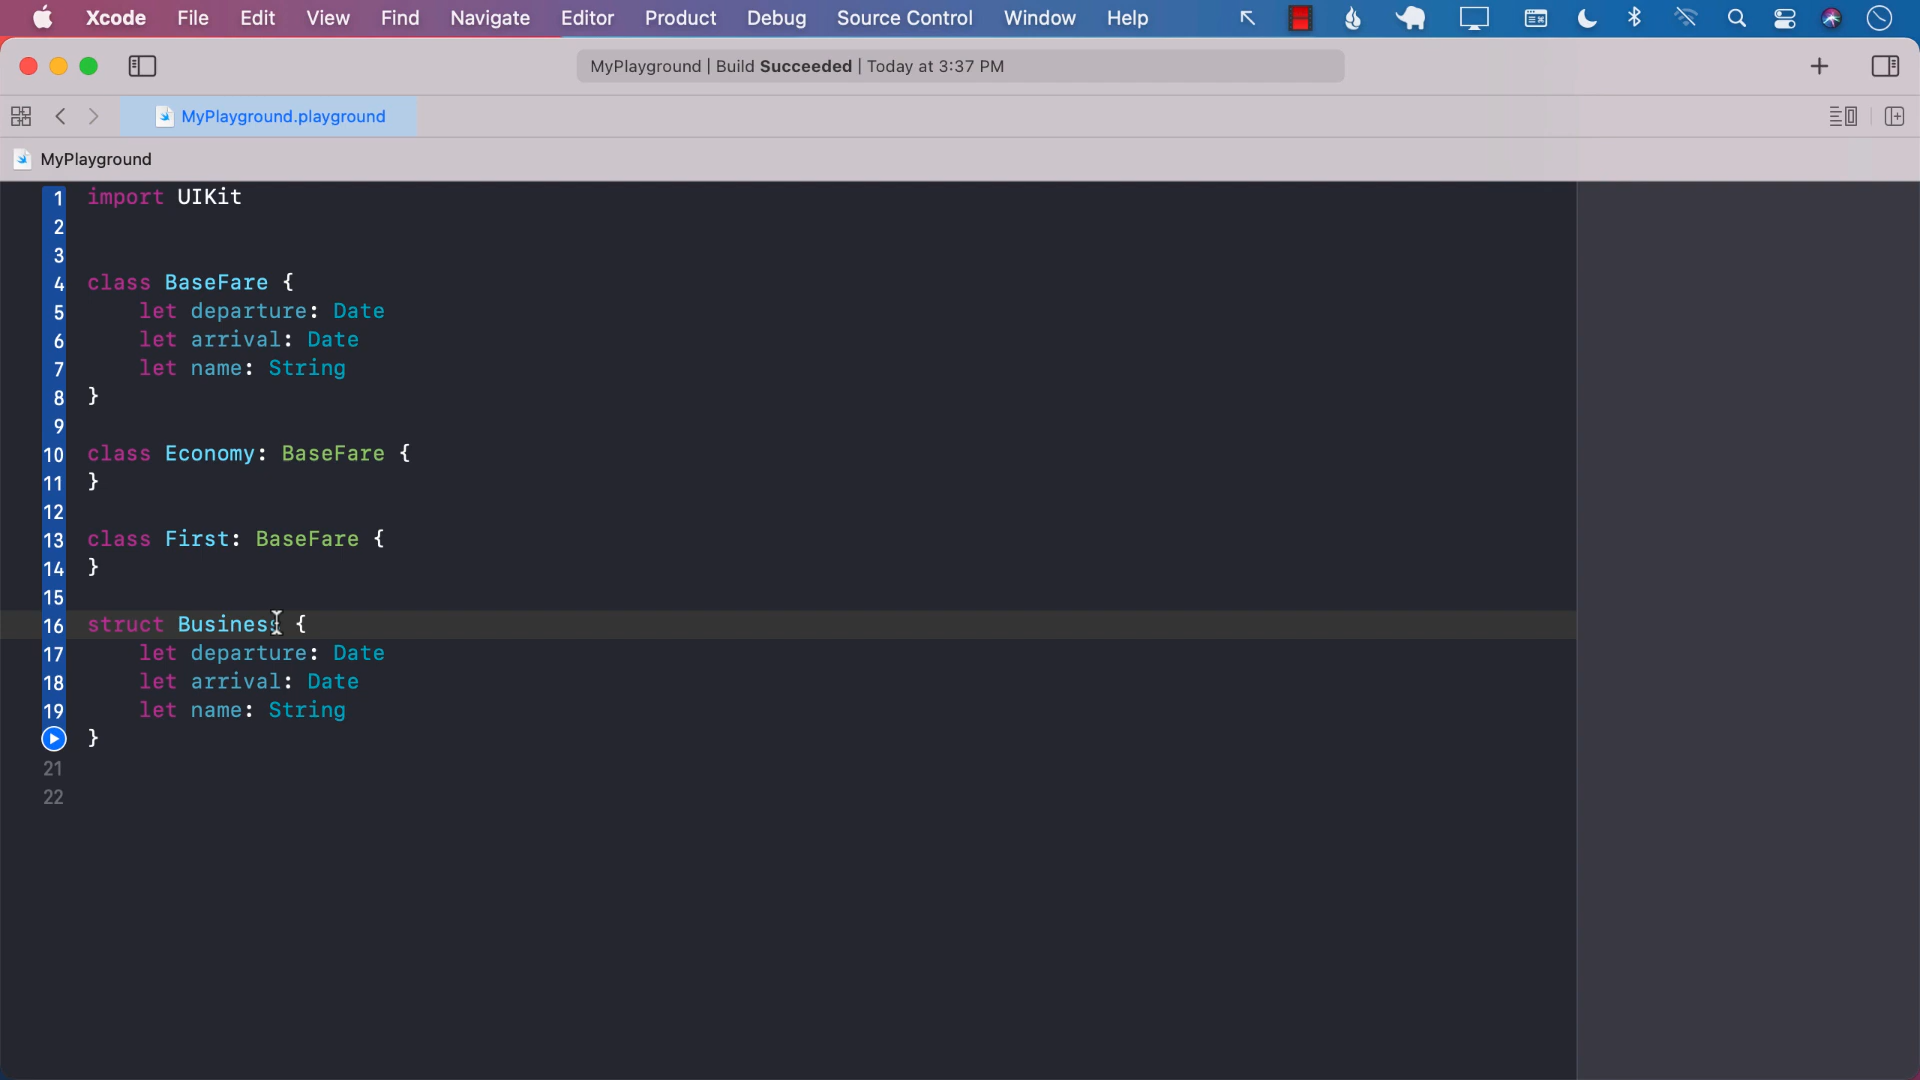 Xcode File Edit View Find Navigate Editor Product Debug Source Control Window Help
MyPlayground | Build Succeeded | Today at 3:37 PM
MyPlayground.playground
MyPlayground
1 import UIKit
2
3
4 class BaseFare {
5 let departure: Date
6 let arrival: Date
7 let name: String
8 }
9
10 class Economy: BaseFare {
11 }
12
13 class First: BaseFare {
14 }
15
16 struct Business {
17 let departure: Date
18 let arrival: Date
19 let name: String
}
21
22